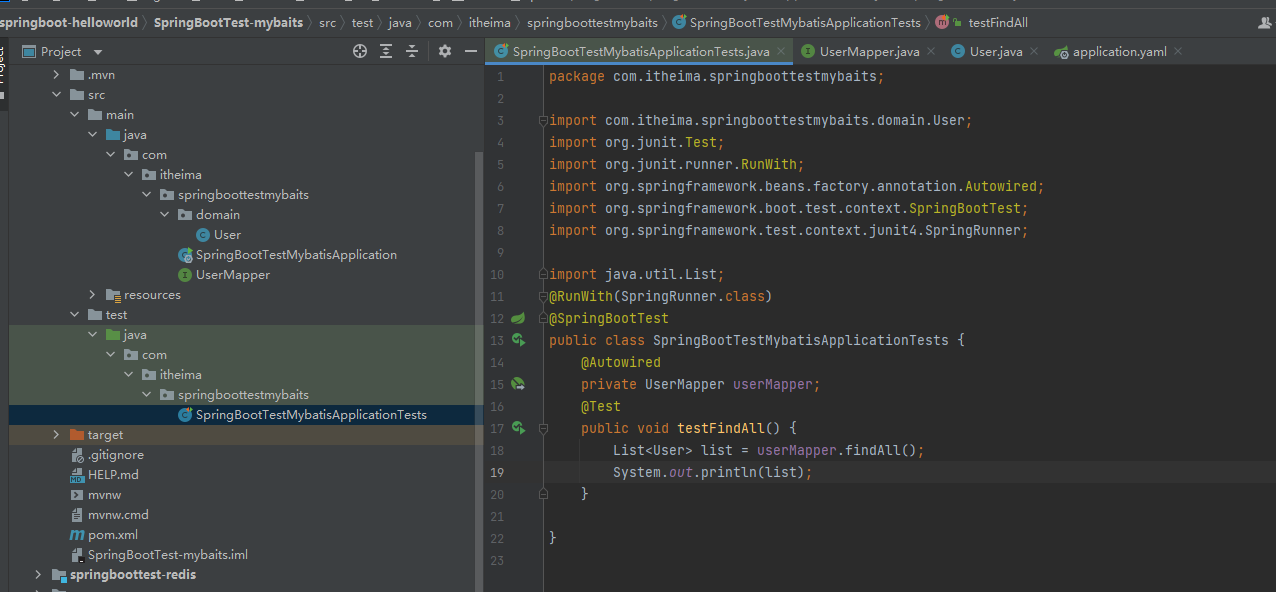 springboot-helloworld > SpringBootTest-mybaits > src > test > java > com > itheima > springboottestmybaits > SpringBootTestMybatisApplicationTests > testFindAll
Project
SpringBootTestMybatisApplicationTests.java
UserMapper.java
User.java
application.yaml
.mvn
src
main
java
com
itheima
springboottestmybaits
domain
User
SpringBootTestMybatisApplication
UserMapper
resources
test
java
com
itheima
springboottestmybaits
SpringBootTestMybatisApplicationTests
target
.gitignore
HELP.md
mvnw
mvnw.cmd
pom.xml
SpringBootTest-mybaits.iml
springboottest-redis
1 package com.itheima.springboottestmybaits;
2
3 import com.itheima.springboottestmybaits.domain.User;
4 import org.junit.Test;
5 import org.junit.runner.RunWith;
6 import org.springframework.beans.factory.annotation.Autowired;
7 import org.springframework.boot.test.context.SpringBootTest;
8 import org.springframework.test.context.junit4.SpringRunner;
9
10 import java.util.List;
11 @RunWith(SpringRunner.class)
12 @SpringBootTest
13 public class SpringBootTestMybatisApplicationTests {
14 @Autowired
15 private UserMapper userMapper;
16 @Test
17 public void testFindAll() {
18 List<User> list = userMapper.findAll();
19 System.out.println(list);
20 }
21
22 }
23